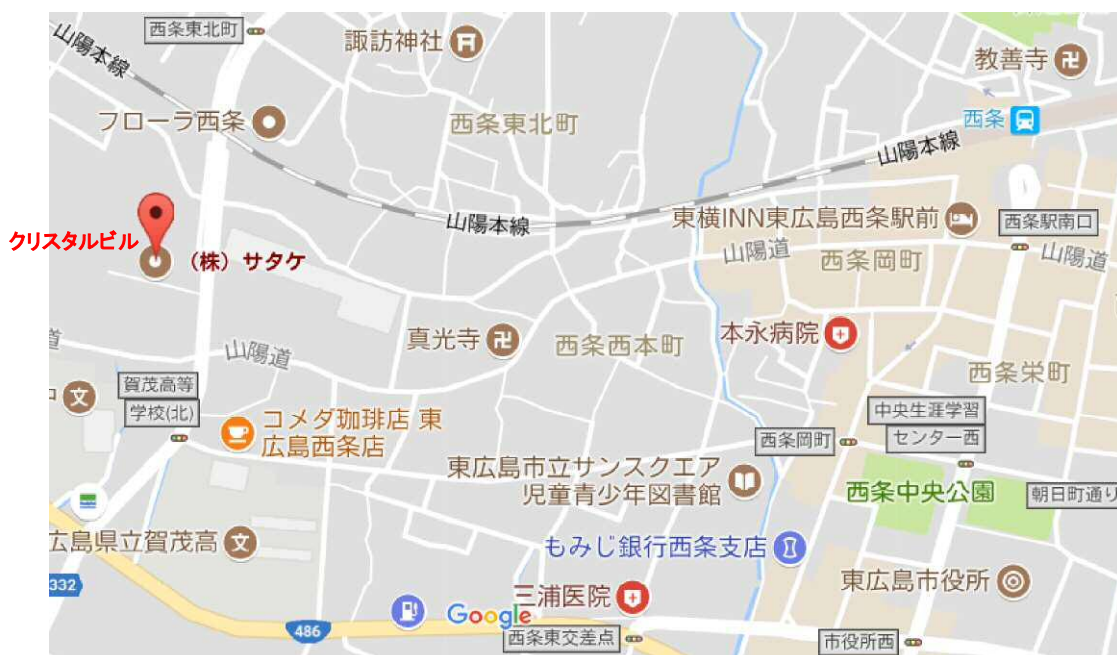 西条東北町
山陽本線
諏訪神社
教善寺
フローラ西条
西条東北町
西条
山陽本線
山陽本線
東横INN東広島西条駅前
西条駅南口
クリスタルビル
(株) サタケ
山陽道
西条岡町
山陽道
真光寺
西条西本町
本永病院
山陽道
西条栄町
賀茂高等
学校(北)
コメダ珈琲店 東
広島西条店
中央生涯学習
センター西
西条岡町
東広島市立サンスクエア
児童青少年図書館
西条中央公園
朝日町通り
広島県立賀茂高
もみじ銀行西条支店
332
三浦医院
東広島市役所
486
Google
西条東交差点
市役所西